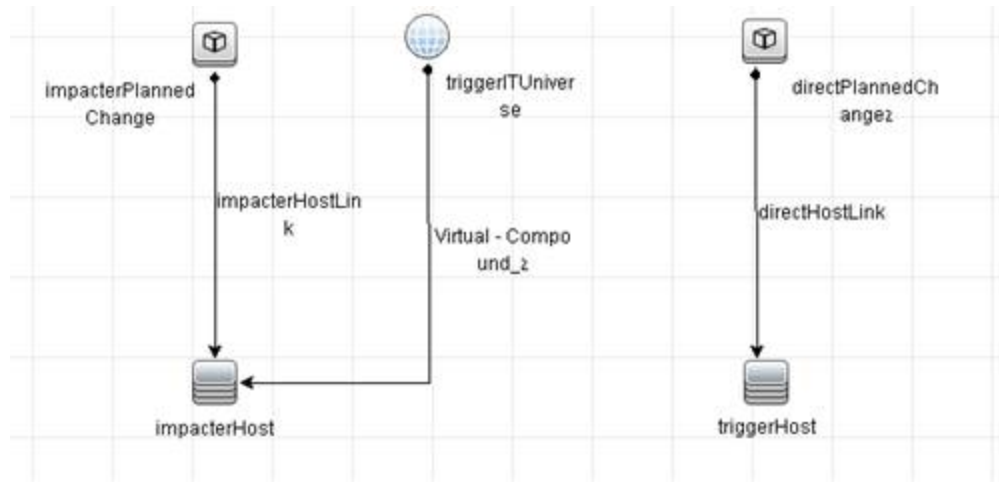 impacterPlanned
Change
triggerITUniver
se
directPlannedCh
ange2
impacterHostLin
k
Virtual - Compo
und_2
directHostLink
impacterHost
triggerHost